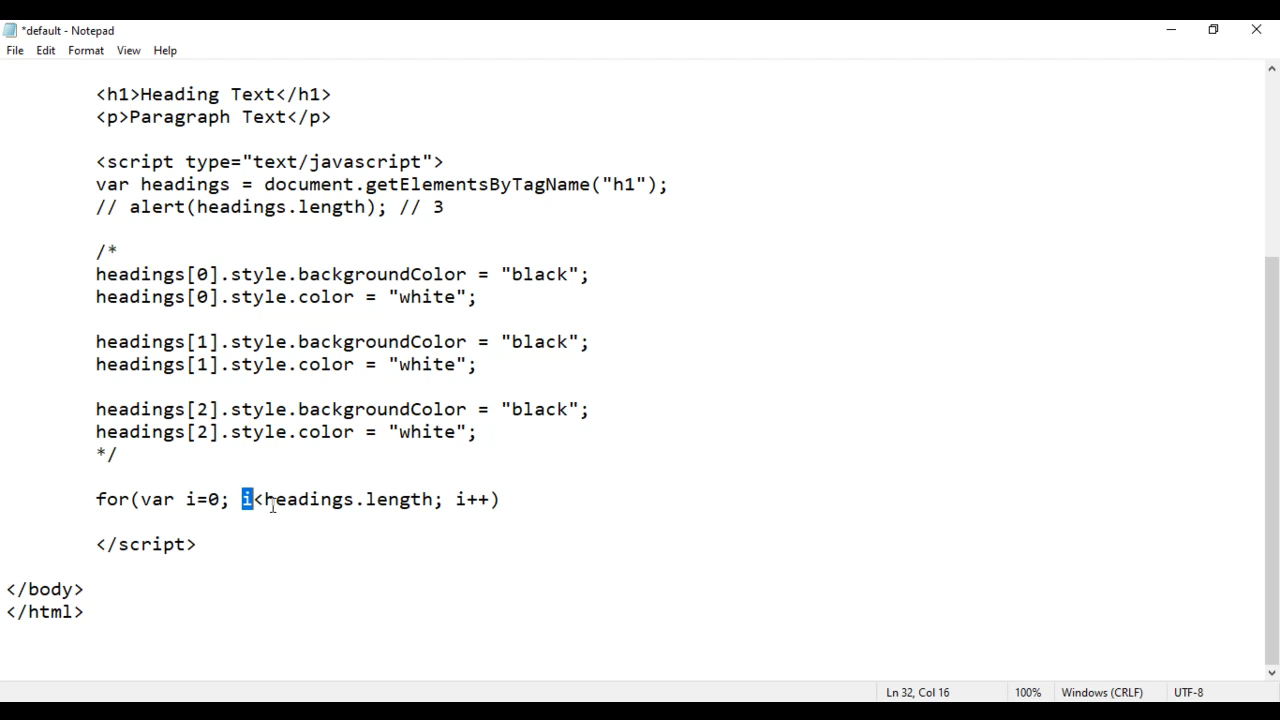 *default - Notepad
File Edit Format View Help
<h1>Heading Text</h1>
<p>Paragraph Text</p>
<script type="text/javascript">
var headings = document.getElementsByTagName("h1");
// alert(headings.length); // 3
/*
headings[0].style.backgroundColor = "black";
headings[0].style.color = "white";
headings[1].style.backgroundColor = "black";
headings[1].style.color = "white";
headings[2].style.backgroundColor = "black";
headings[2].style.color = "white";
*/
for(var i=0; i<headings.length; i++)
</script>
</body>
</html>
Ln 32, Col 16 100% Windows (CRLF) UTF-8